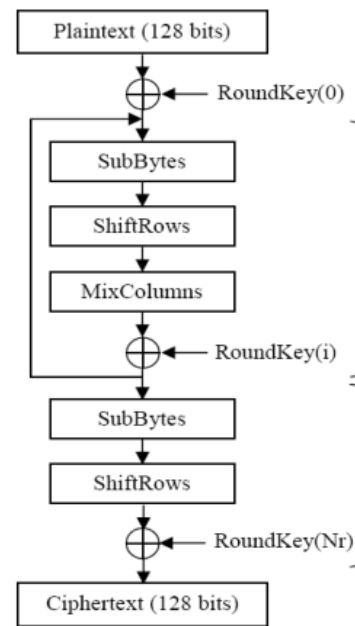 Plaintext (128 bits)
RoundKey(0)
SubBytes
ShiftRows
MixColumns
RoundKey(i)
SubBytes
ShiftRows
RoundKey(Nr)
Ciphertext (128 bits)